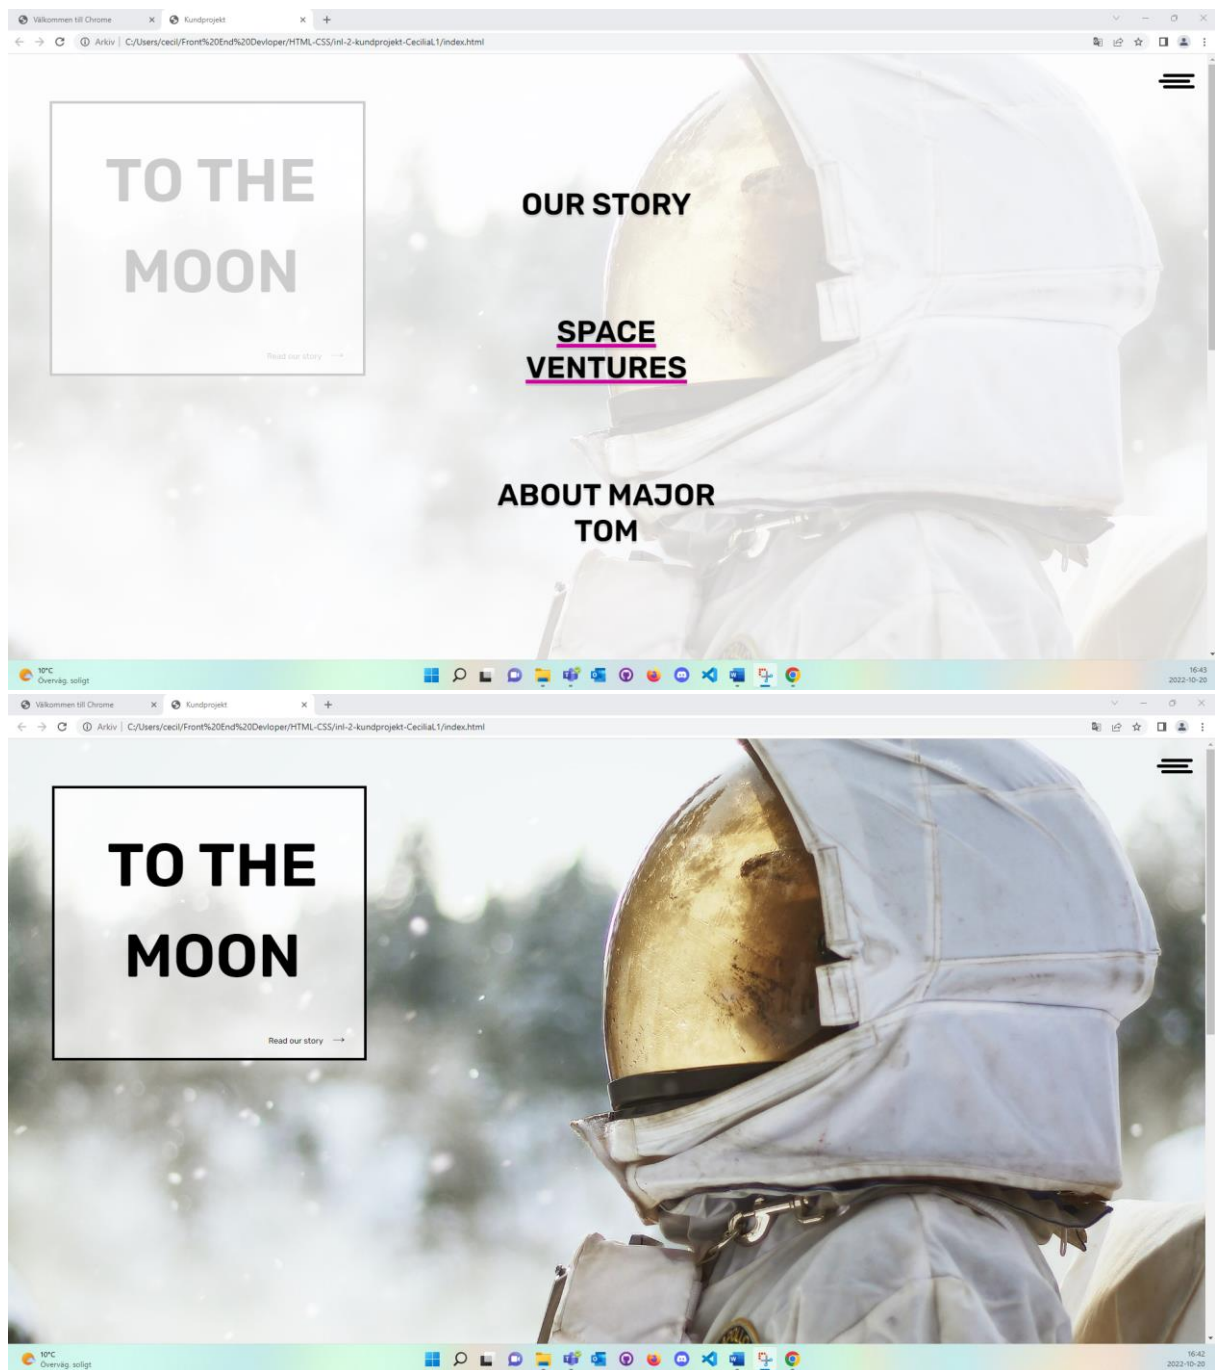 Välkommen till Chrome
Kundprojekt
Arkiv | C:/Users/cecil/Front%20End%20Devloper/HTML-CSS/inl-2-kundprojekt-CeciliaL1/index.html
TO THE
MOON
Read our story →
OUR STORY
SPACE
VENTURES
ABOUT MAJOR
TOM
10°C
Överväg. soligt
16:43
2022-10-20
Välkommen till Chrome
Kundprojekt
Arkiv | C:/Users/cecil/Front%20End%20Devloper/HTML-CSS/inl-2-kundprojekt-CeciliaL1/index.html
TO THE
MOON
Read our story →
10°C
Överväg. soligt
16:42
2022-10-20